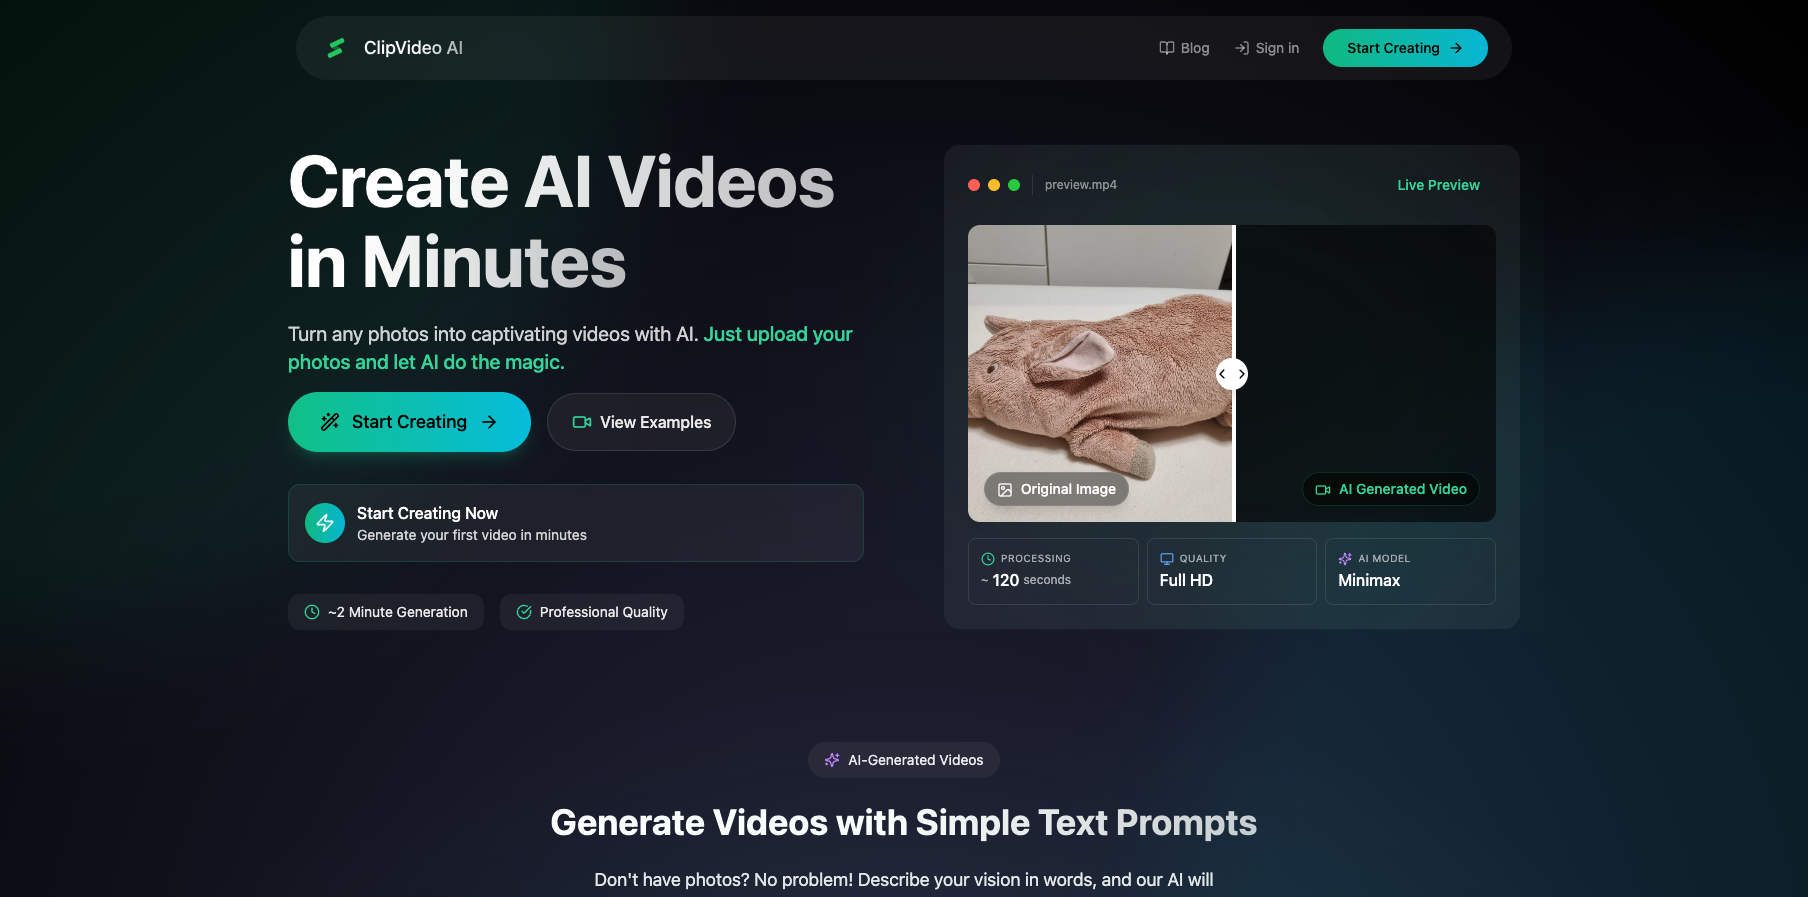 ClipVideo AI
Blog
Sign in
Start Creating
Create AI Videos
in Minutes
Turn any photos into captivating videos with AI. Just upload your
photos and let AI do the magic.
Start Creating
View Examples
Start Creating Now
Generate your first video in minutes
~2 Minute Generation
Professional Quality
preview.mp4
Live Preview
Original Image
AI Generated Video
PROCESSING
~ 120 seconds
QUALITY
Full HD
AI MODEL
Minimax
AI-Generated Videos
Generate Videos with Simple Text Prompts
Don't have photos? No problem! Describe your vision in words, and our AI will